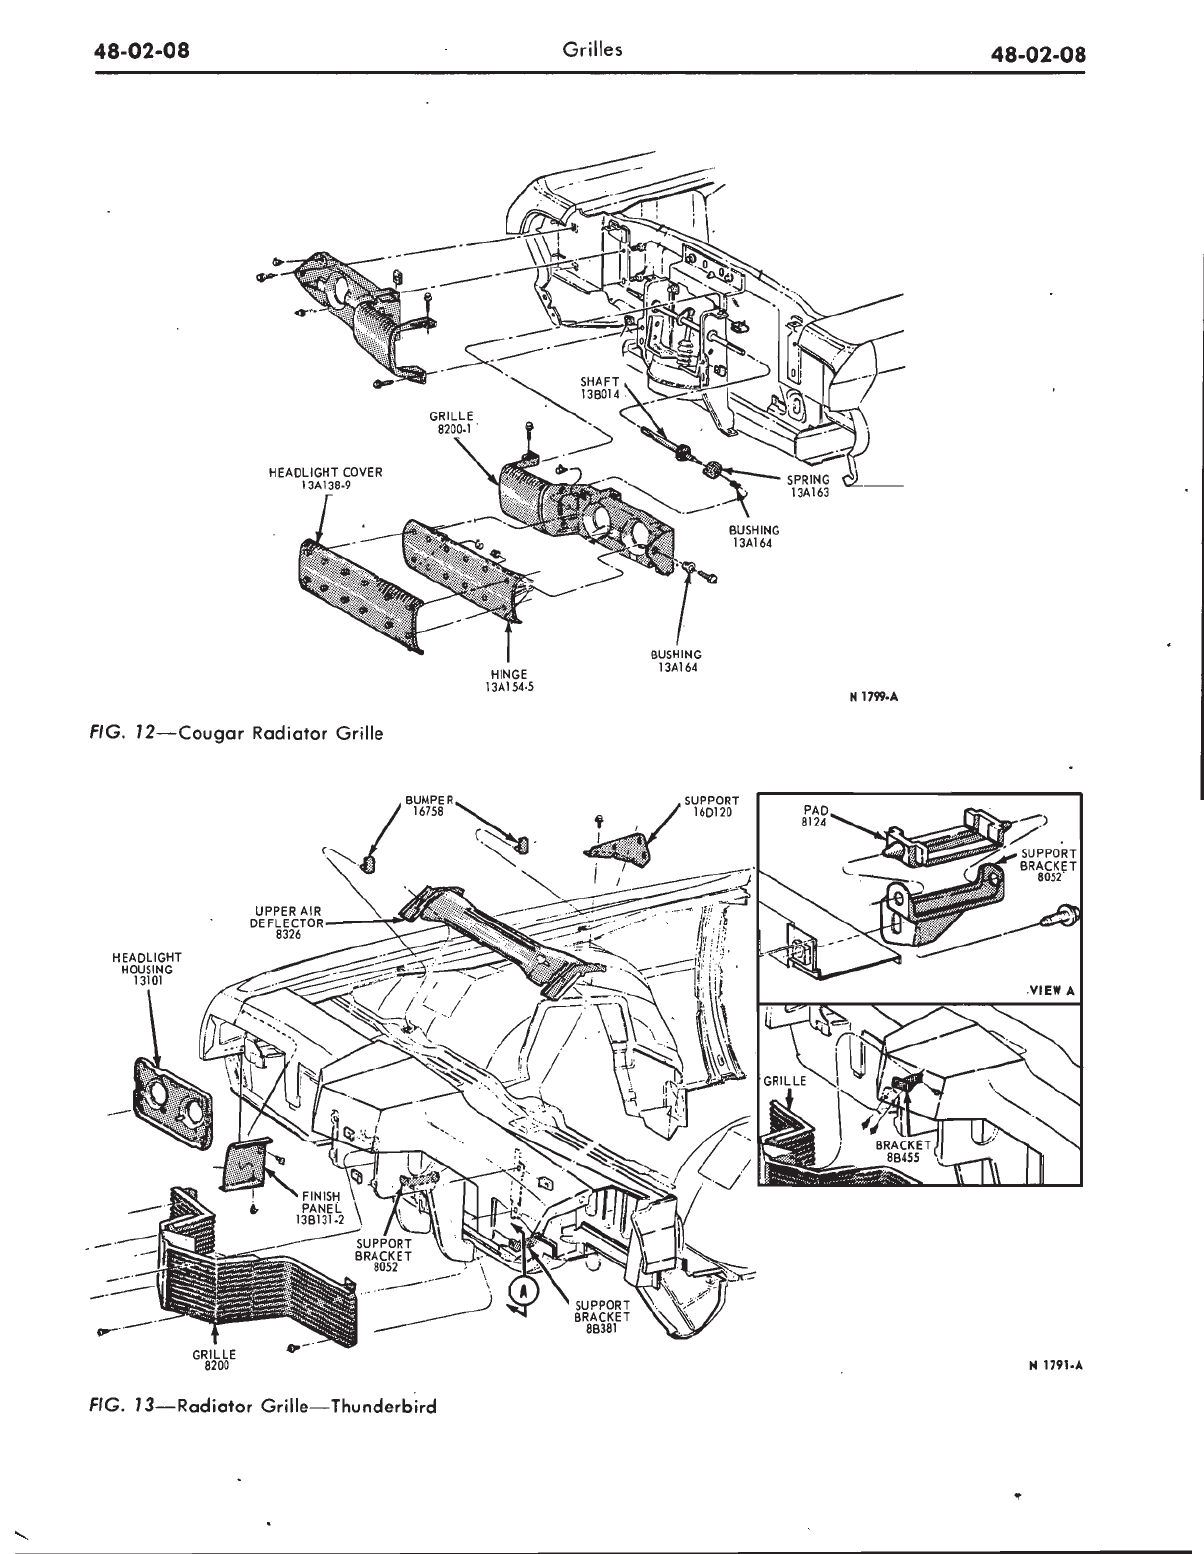 48-02-08
Grilles
48-02-08
SHAFT
13B014
GRILLE
8200-1
HEADLIGHT COVER
13A138-9
SPRING
13A163
BUSHING
13A164
BUSHING
13A164
HINGE
13A154-5
N 1799-A
FIG. 12—Cougar Radiator Grille
BUMPER
16758
SUPPORT
16D120
PAD
8124
SUPPORT
BRACKET
8052
UPPER AIR
DEFLECTOR
8326
HEADLIGHT
HOUSING
13101
VIEW A
GRILLE
BRACKET
8B455
FINISH
PANEL
13B131-2
SUPPORT
BRACKET
8052
A
SUPPORT
BRACKET
8B381
GRILLE
8200
N 1791-A
FIG. 13—Radiator Grille—Thunderbird